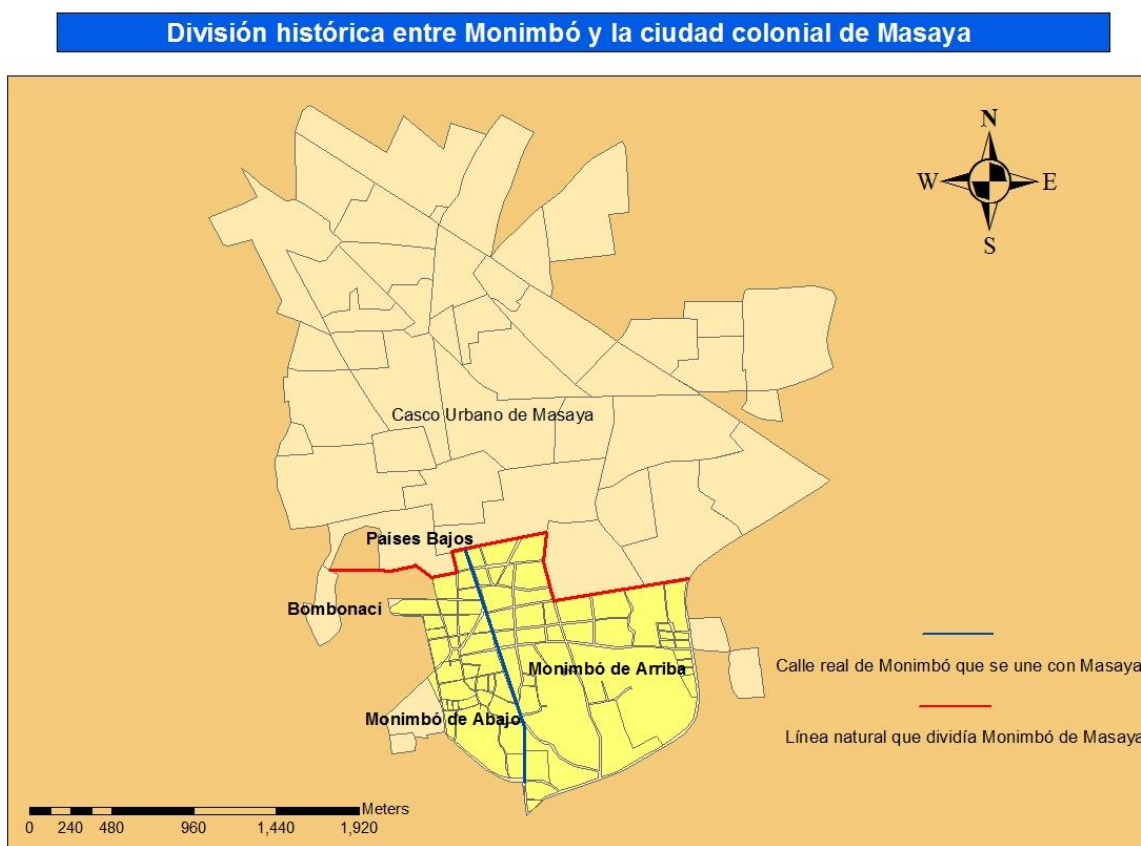 División histórica entre Monimbó y la ciudad colonial de Masaya
N
W
E
S
Casco Urbano de Masaya
Países Bajos
Bombonací
Monimbó de Arriba
Monimbó de Abajo
Calle real de Monimbó que se une con Masaya
Línea natural que dividía Monimbó de Masaya
Meters
0 240 480 960 1,440 1,920